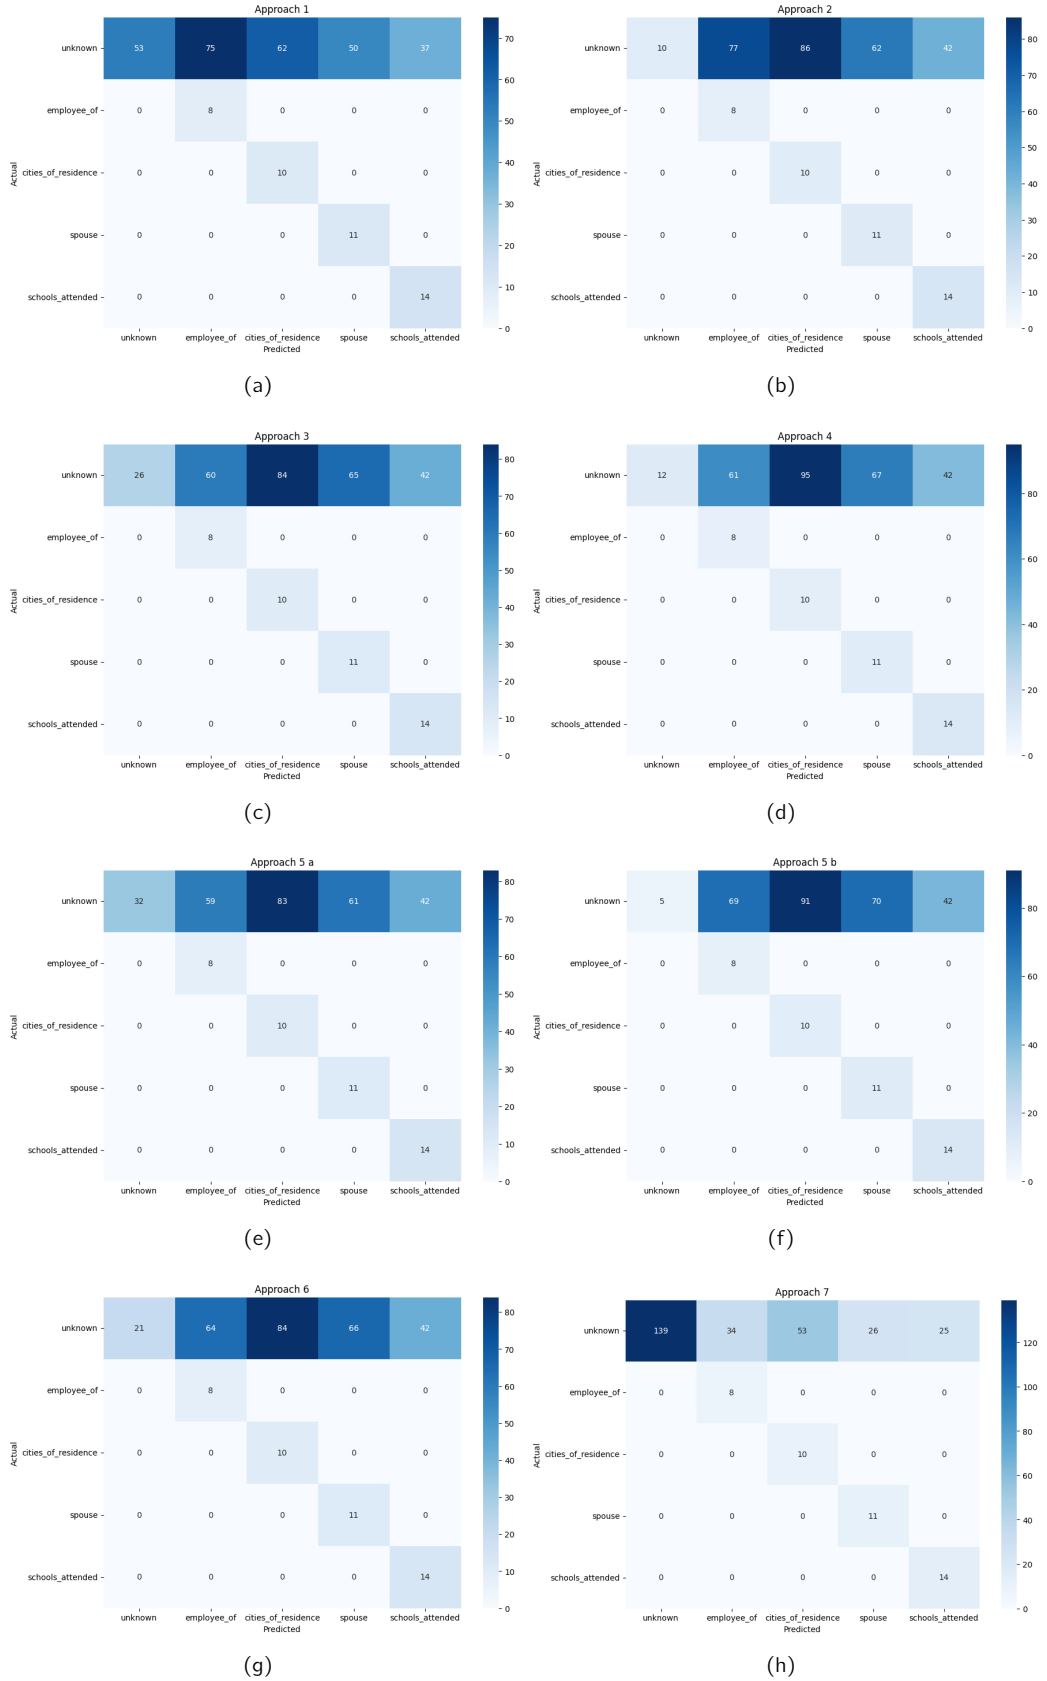 Approach 1
70
60
50
40
30
20
10
0
unknown 53 75 62 50 37
employee_of 0 8 0 0 0
cities_of_residence 0 0 10 0 0
spouse 0 0 0 11 0
schools_attended 0 0 0 0 14
Actual
unknown employee_of cities_of_residence spouse schools_attended
Predicted
(a)
Approach 2
80
70
60
50
40
30
20
10
0
unknown 10 77 86 62 42
employee_of 0 8 0 0 0
cities_of_residence 0 0 10 0 0
spouse 0 0 0 11 0
schools_attended 0 0 0 0 14
Actual
unknown employee_of cities_of_residence spouse schools_attended
Predicted
(b)
Approach 3
80
70
60
50
40
30
20
10
0
unknown 26 60 84 65 42
employee_of 0 8 0 0 0
cities_of_residence 0 0 10 0 0
spouse 0 0 0 11 0
schools_attended 0 0 0 0 14
Actual
unknown employee_of cities_of_residence spouse schools_attended
Predicted
(c)
Approach 4
80
60
40
20
0
unknown 12 61 95 67 42
employee_of 0 8 0 0 0
cities_of_residence 0 0 10 0 0
spouse 0 0 0 11 0
schools_attended 0 0 0 0 14
Actual
unknown employee_of cities_of_residence spouse schools_attended
Predicted
(d)
Approach 5 a
80
70
60
50
40
30
20
10
0
unknown 32 59 83 61 42
employee_of 0 8 0 0 0
cities_of_residence 0 0 10 0 0
spouse 0 0 0 11 0
schools_attended 0 0 0 0 14
Actual
unknown employee_of cities_of_residence spouse schools_attended
Predicted
(e)
Approach 5 b
80
60
40
20
0
unknown 5 69 91 70 42
employee_of 0 8 0 0 0
cities_of_residence 0 0 10 0 0
spouse 0 0 0 11 0
schools_attended 0 0 0 0 14
Actual
unknown employee_of cities_of_residence spouse schools_attended
Predicted
(f)
Approach 6
80
70
60
50
40
30
20
10
0
unknown 21 64 84 66 42
employee_of 0 8 0 0 0
cities_of_residence 0 0 10 0 0
spouse 0 0 0 11 0
schools_attended 0 0 0 0 14
Actual
unknown employee_of cities_of_residence spouse schools_attended
Predicted
(g)
Approach 7
120
100
80
60
40
20
0
unknown 139 34 53 26 25
employee_of 0 8 0 0 0
cities_of_residence 0 0 10 0 0
spouse 0 0 0 11 0
schools_attended 0 0 0 0 14
Actual
unknown employee_of cities_of_residence spouse schools_attended
Predicted
(h)